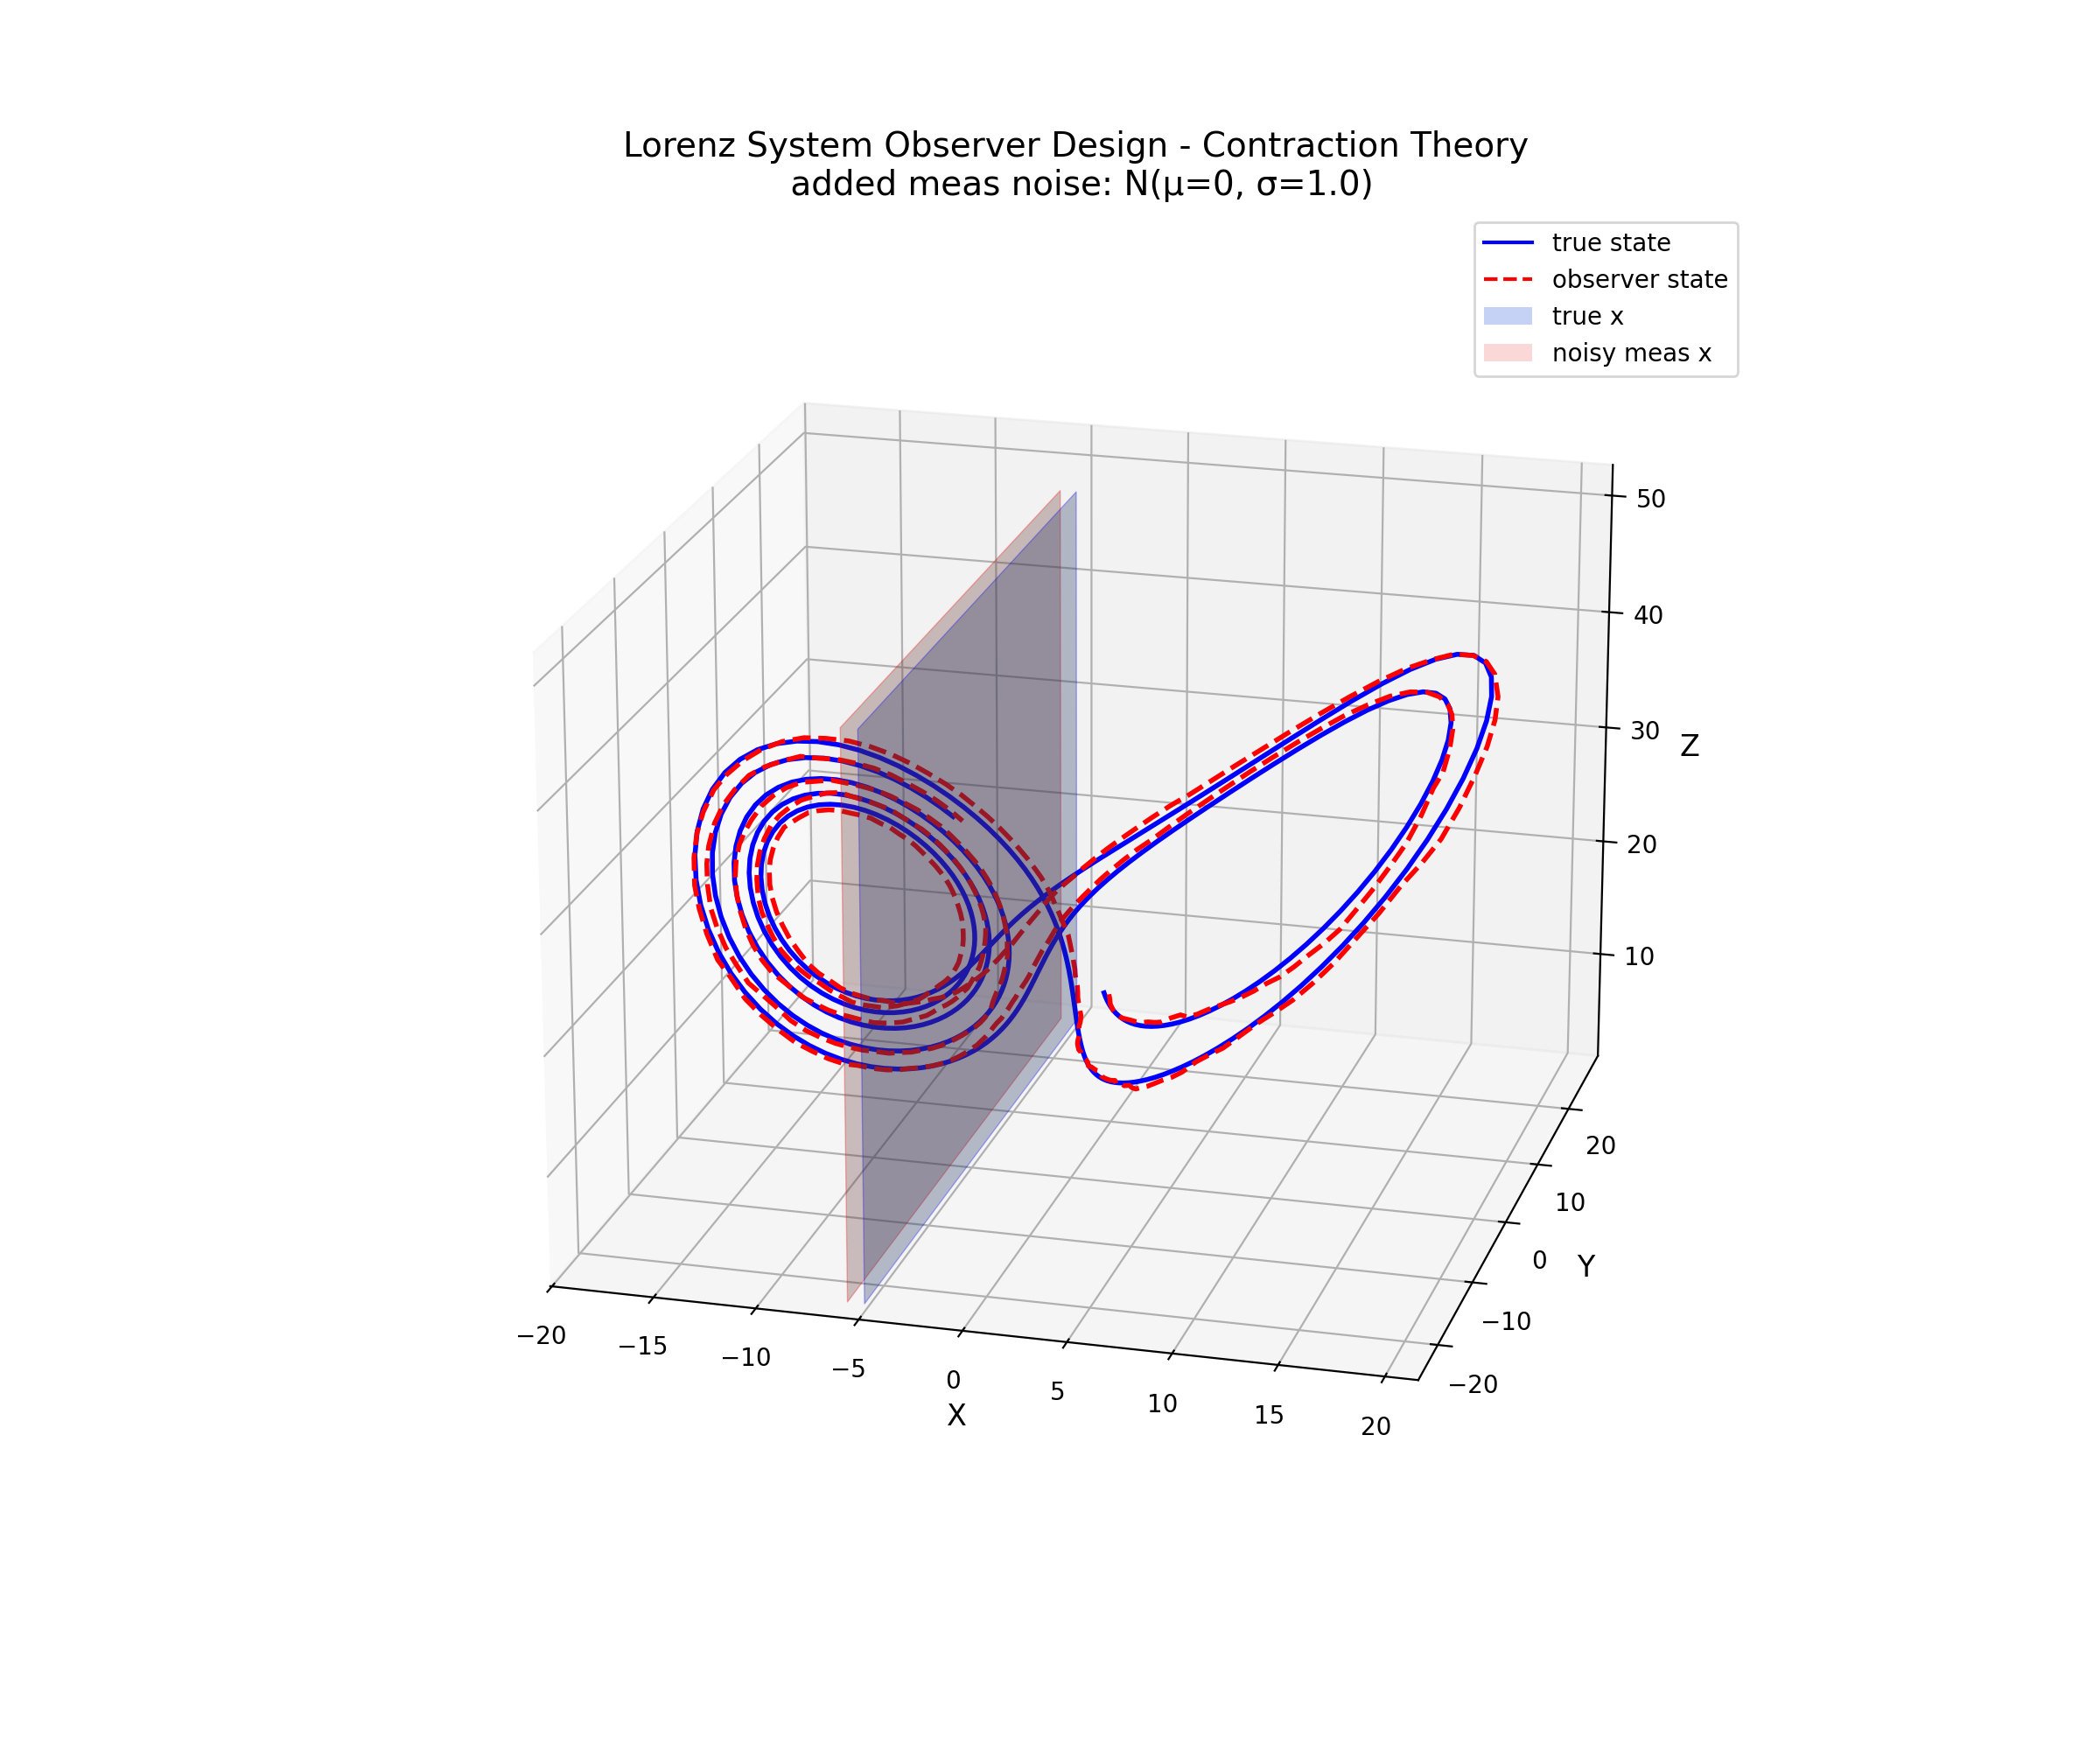 Lorenz System Observer Design - Contraction Theory
added meas noise: N(μ=0, σ=1.0)
true state
observer state
true x
noisy meas x
50
40
30
Z
20
10
20
10
0
Y
−10
−20
−20
−15
−10
−5
0
5
10
15
20
X